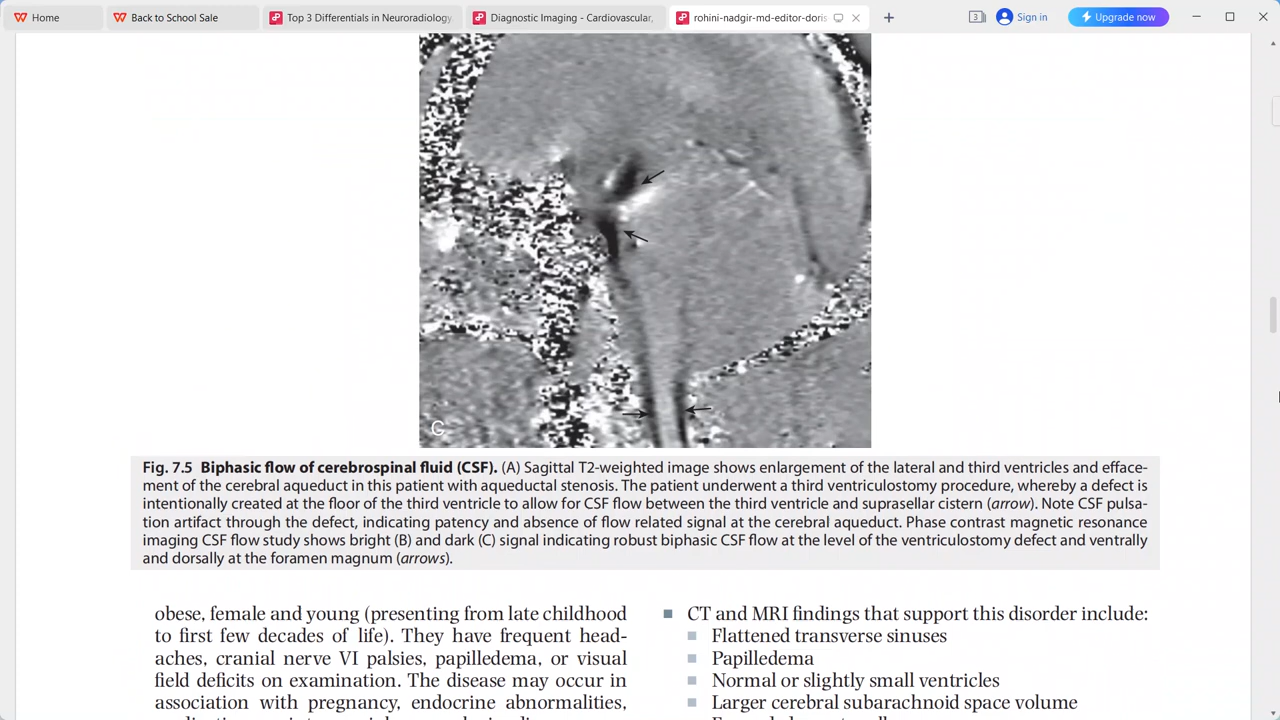 Home
Back to School Sale
Top 3 Differentials in Neuroradiology
Diagnostic Imaging - Cardiovascular,
rohini-nadgir-md-editor-doris
3
Sign in
Upgrade now
Fig. 7.5 Biphasic flow of cerebrospinal fluid (CSF). (A) Sagittal T2-weighted image shows enlargement of the lateral and third ventricles and efface-
ment of the cerebral aqueduct in this patient with aqueductal stenosis. The patient underwent a third ventriculostomy procedure, whereby a defect is
intentionally created at the floor of the third ventricle to allow for CSF flow between the third ventricle and suprasellar cistern (arrow). Note CSF pulsa-
tion artifact through the defect, indicating patency and absence of flow related signal at the cerebral aqueduct. Phase contrast magnetic resonance
imaging CSF flow study shows bright (B) and dark (C) signal indicating robust biphasic CSF flow at the level of the ventriculostomy defect and ventrally
and dorsally at the foramen magnum (arrows).
obese, female and young (presenting from late childhood
to first few decades of life). They have frequent head-
aches, cranial nerve VI palsies, papilledema, or visual
field deficits on examination. The disease may occur in
association with pregnancy, endocrine abnormalities,
CT and MRI findings that support this disorder include:
Flattened transverse sinuses
Papilledema
Normal or slightly small ventricles
Larger cerebral subarachnoid space volume